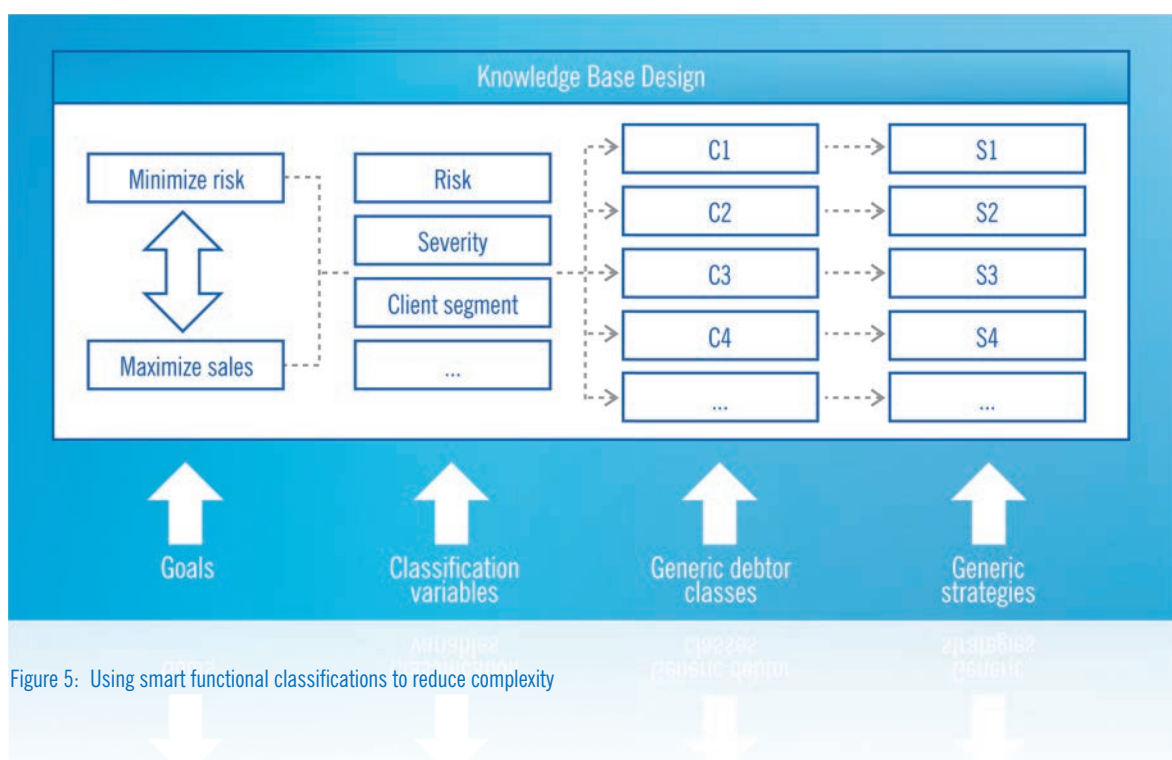 Knowledge Base Design
Minimize risk
Maximize sales
Risk
Severity
Client segment
...
C1
C2
C3
C4
...
S1
S2
S3
S4
...
Goals
Classification
variables
Generic debtor
classes
Generic
strategies
Figure 5: Using smart functional classifications to reduce complexity